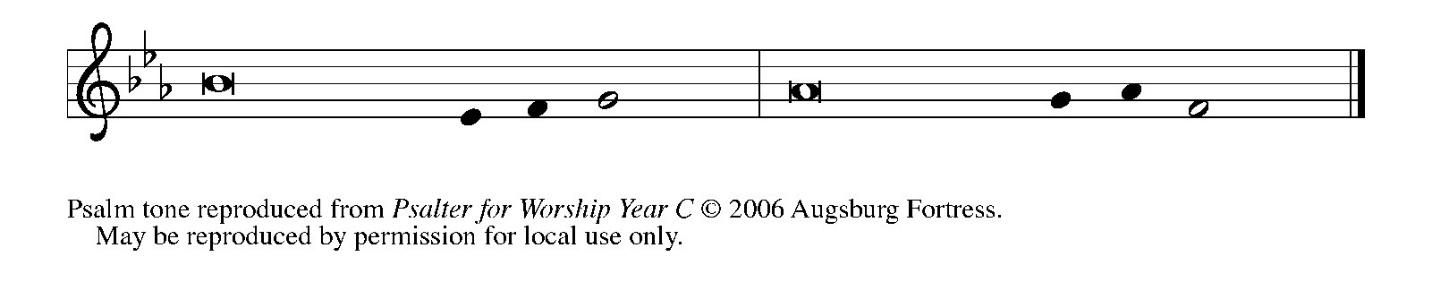 Psalm tone reproduced from Psalter for Worship Year C © 2006 Augsburg Fortress.
May be reproduced by permission for local use only.